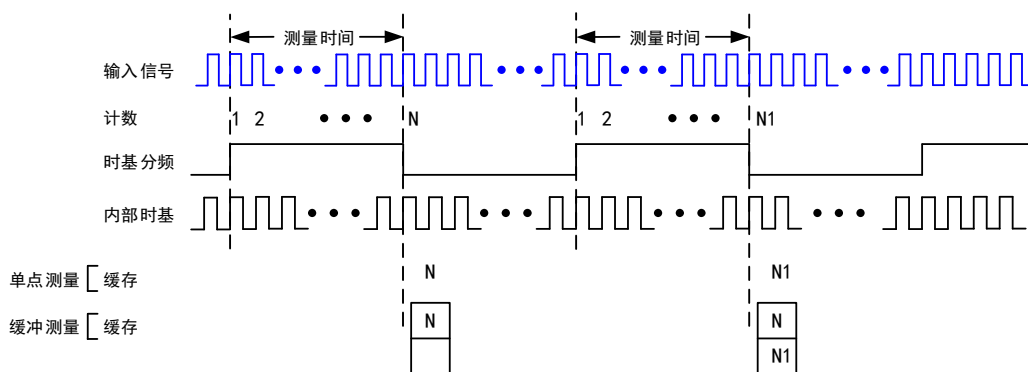 测量时间 测量时间
输入信号
计数 1 2 N 1 2 N1
时基分频
内部时基
单点测量 缓存 N N1
缓冲测量 缓存 N N
N1